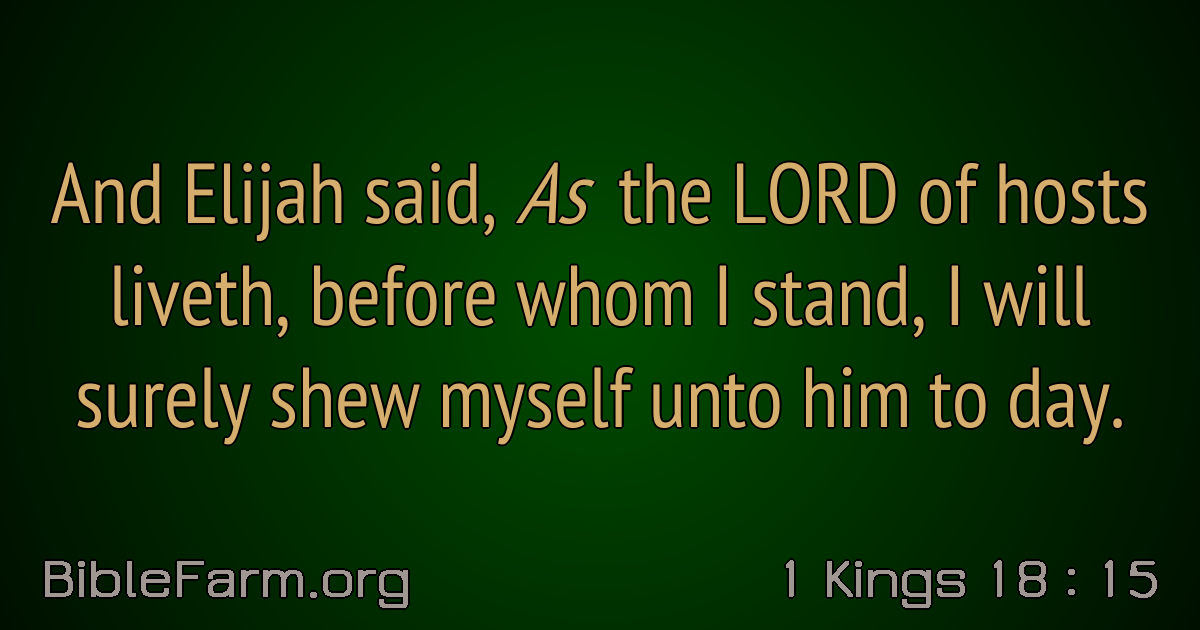 And Elijah said, As the LORD of hosts
liveth, before whom I stand, I will
surely shew myself unto him to day.
BibleFarm.org
1 Kings 18 : 15